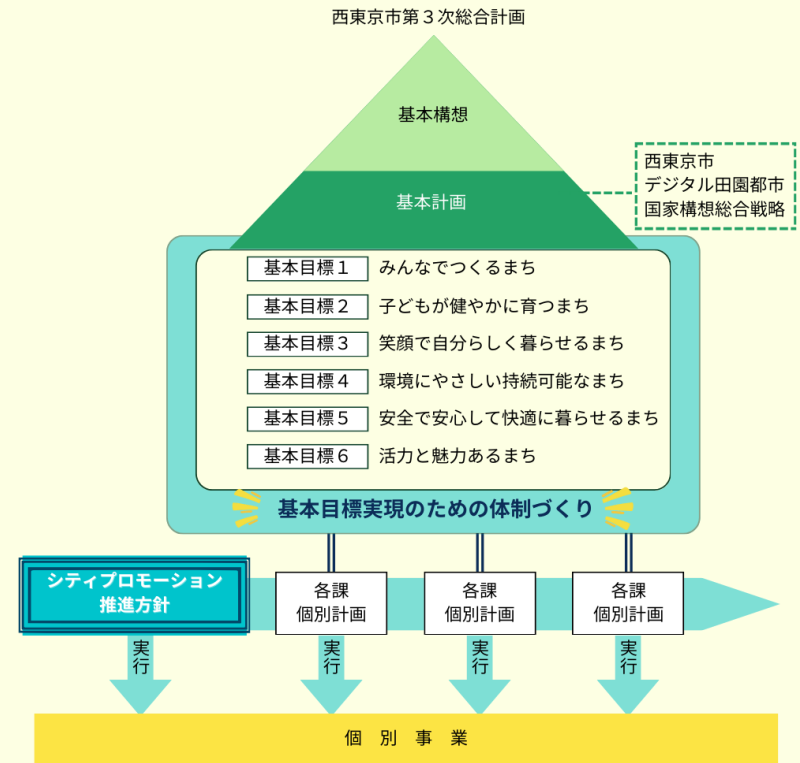 西東京市第３次総合計画
基本構想
基本計画
西東京市
デジタル田園都市
国家構想総合戦略
基本目標１ みんなでつくるまち
基本目標２ 子どもが健やかに育つまち
基本目標３ 笑顔で自分らしく暮らせるまち
基本目標４ 環境にやさしい持続可能なまち
基本目標５ 安全で安心して快適に暮らせるまち
基本目標６ 活力と魅力あるまち
基本目標実現のための体制づくり
シティプロモーション
推進方針
各課
個別計画
各課
個別計画
各課
個別計画
実行
実行
実行
実行
個別事業